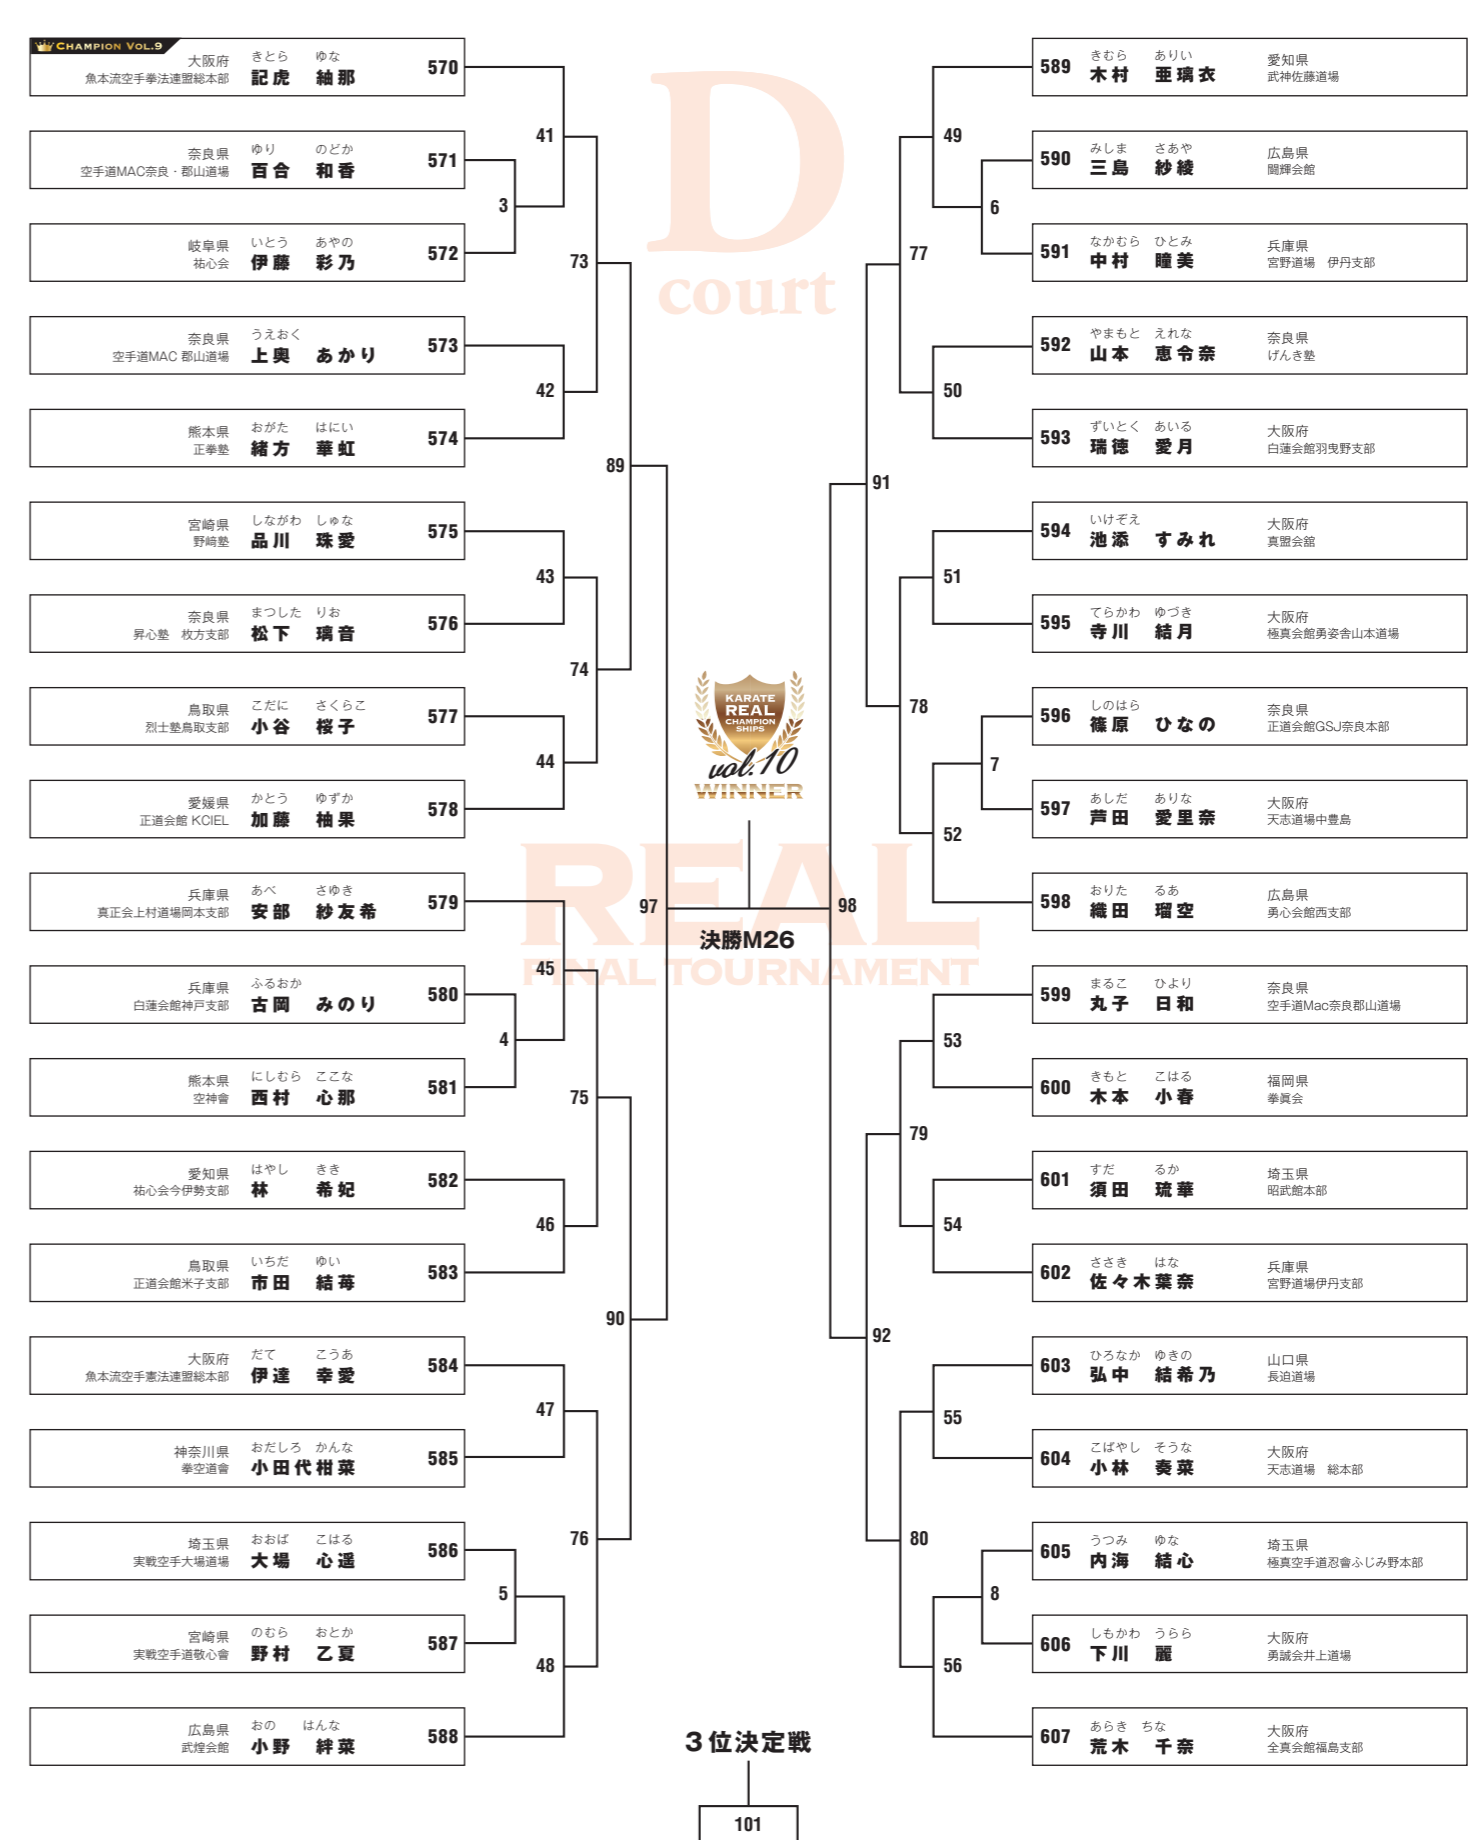 CHAMPION VOL.9
大阪府 きとら ゆな
魚本流空手拳法連盟総本部 記虎 紬那 570
奈良県 ゆり のどか
空手道MAC奈良・郡山道場 百合 和香 571
岐阜県 いとう あやの
祐心会 伊藤 彩乃 572
奈良県 うえおく
空手道MAC 郡山道場 上奥 あかり 573
熊本県 おがた はにい
正拳塾 緒方 華虹 574
宮崎県 しながわ しゅな
野﨑塾 品川 珠愛 575
奈良県 まつした りお
昇心塾 枚方支部 松下 璃音 576
鳥取県 こだに さくらこ
烈士塾鳥取支部 小谷 桜子 577
愛媛県 かとう ゆずか
正道会館 KCIEL 加藤 柚果 578
兵庫県 あべ さゆき
真正会上村道場岡本支部 安部 紗友希 579
兵庫県 ふるおか
白蓮会館神戸支部 古岡 みのり 580
熊本県 にしむら ここな
空神會 西村 心那 581
愛知県 はやし きき
祐心会今伊勢支部 林 希妃 582
鳥取県 いちだ ゆい
正道会館米子支部 市田 結苺 583
大阪府 だて こうあ
魚本流空手憲法連盟総本部 伊達 幸愛 584
神奈川県 おだしろ かんな
拳空道會 小田代柑菜 585
埼玉県 おおば こはる
実戦空手大場道場 大場 心遥 586
宮崎県 のむら おとか
実戦空手道敬心會 野村 乙夏 587
広島県 おの はんな
武煌会館 小野 絆菜 588
41
3
73
42
89
43
74
44
97
45
4
75
46
90
47
76
5
48
D
court
KARATE
REAL
CHAMPION
SHIPS
vol.10
WINNER
REAL
決勝M26
FINAL TOURNAMENT
3位決定戦
101
49
6
77
50
91
51
78
7
52
98
53
79
54
92
55
80
8
56
きむら ありい 愛知県
589 木村 亜璃衣 武神佐藤道場
みしま さあや 広島県
590 三島 紗綾 闘輝会館
なかむら ひとみ 兵庫県
591 中村 瞳美 宮野道場 伊丹支部
やまもと えれな 奈良県
592 山本 恵令奈 げんき塾
ずいとく あいる 大阪府
593 瑞徳 愛月 白蓮会館羽曳野支部
いけぞえ 大阪府
594 池添 すみれ 真盟会舘
てらかわ ゆづき 大阪府
595 寺川 結月 極真会館勇姿舎山本道場
しのはら 奈良県
596 篠原 ひなの 正道会館GSJ奈良本部
あしだ ありな 大阪府
597 芦田 愛里奈 天志道場中豊島
おりた るあ 広島県
598 織田 瑠空 勇心会館西支部
まるこ ひより 奈良県
599 丸子 日和 空手道Mac奈良郡山道場
きもと こはる 福岡県
600 木本 小春 拳眞会
すだ るか 埼玉県
601 須田 琉華 昭武館本部
ささき はな 兵庫県
602 佐々木葉奈 宮野道場伊丹支部
ひろなか ゆきの 山口県
603 弘中 結希乃 長迫道場
こばやし そうな 大阪府
604 小林 奏菜 天志道場 総本部
うつみ ゆな 埼玉県
605 内海 結心 極真空手道忍會ふじみ野本部
しもかわ うらら 大阪府
606 下川 麗 勇誠会井上道場
あらき ちな 大阪府
607 荒木 千奈 全真会館福島支部